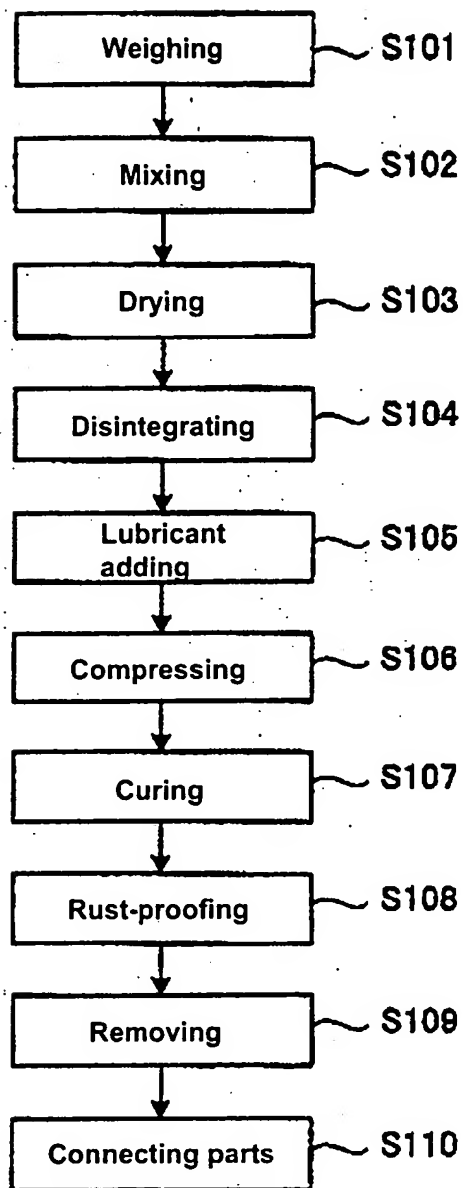 Weighing S101
Mixing S102
Drying S103
Disintegrating S104
Lubricant
adding S105
Compressing S106
Curing S107
Rust-proofing S108
Removing S109
Connecting parts S110